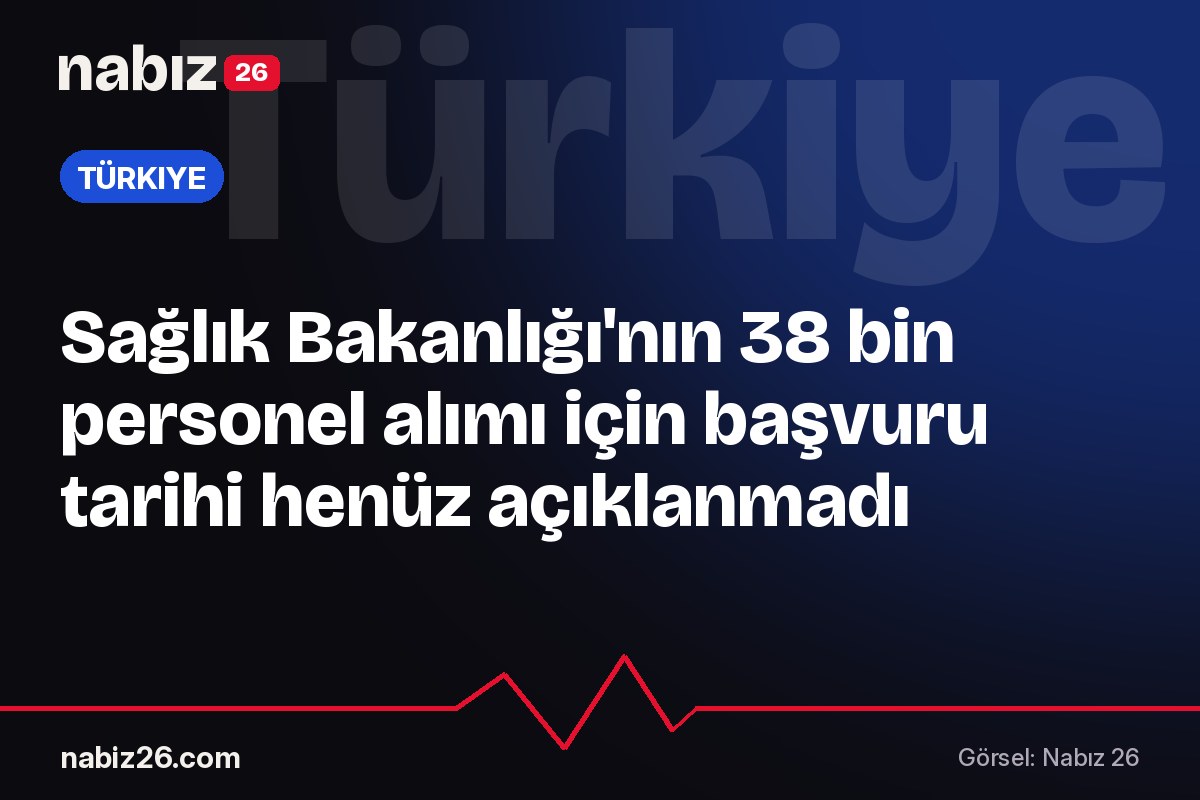 nabız 26
Türkiye
TÜRKIYE
Sağlık Bakanlığı'nın 38 bin
personel alımı için başvuru
tarihi henüz açıklanmadı
nabiz26.com
Görsel: Nabız 26